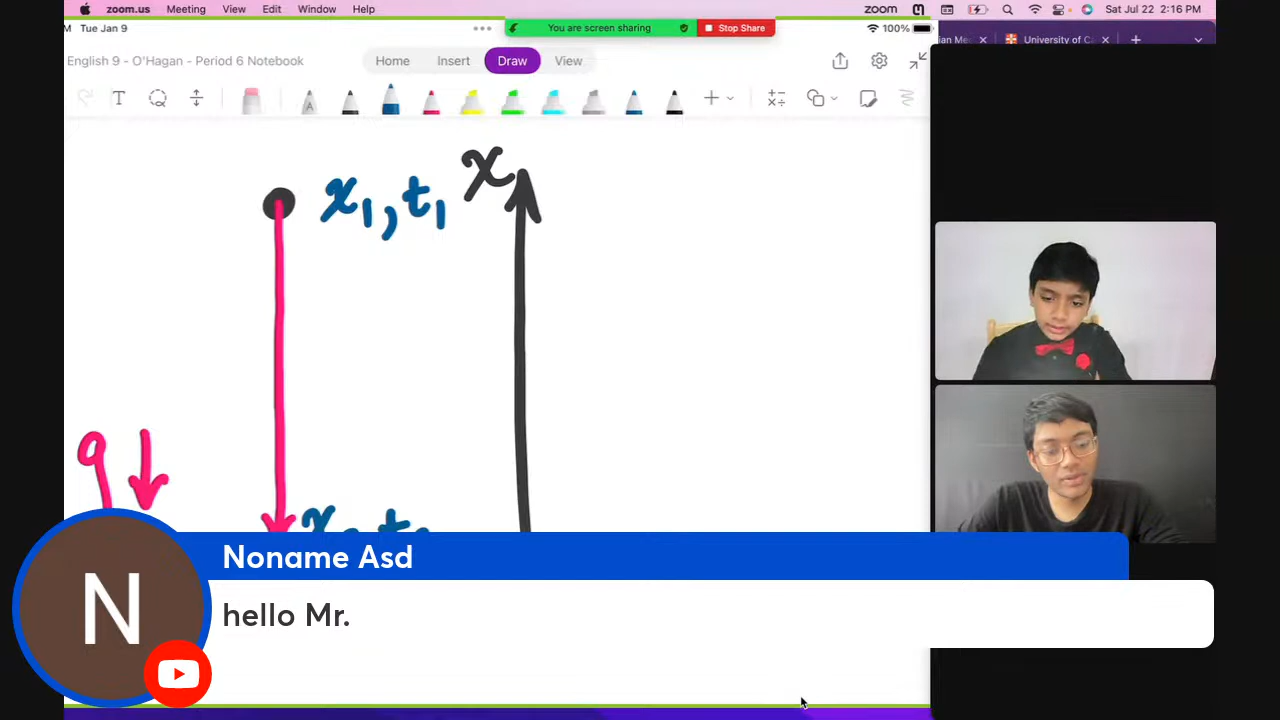 zoom.us Meeting View Edit Window Help zoom Sat Jul 22 2:16 PM
M Tue Jan 9 You are screen sharing Stop Share 100% University of
English 9 - O'Hagan - Period 6 Notebook Home Insert Draw View
T A
x
x₁, t₁
g
Noname Asd
N
hello Mr.